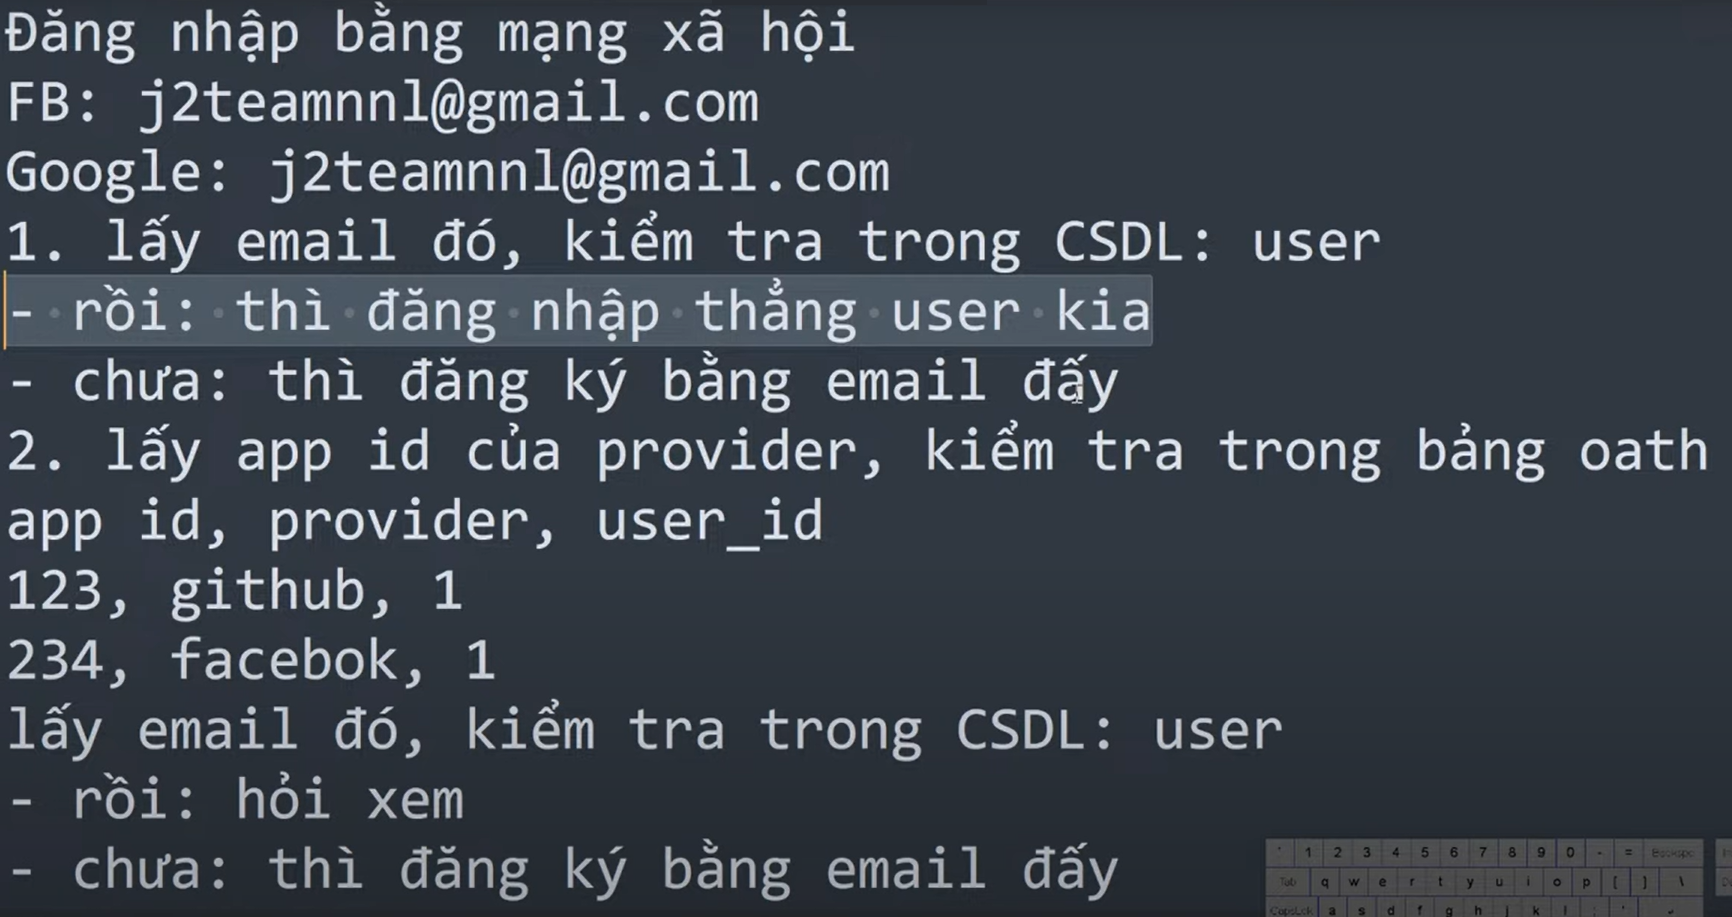 Đăng nhập bằng mạng xã hội
FB: j2teamnnl@gmail.com
Google: j2teamnnl@gmail.com
1. lấy email đó, kiểm tra trong CSDL: user
- rồi: thì đăng nhập thẳng user kia
- chưa: thì đăng ký bằng email đấy
2. lấy app id của provider, kiểm tra trong bảng oath
app id, provider, user_id
123, github, 1
234, facebok, 1
lấy email đó, kiểm tra trong CSDL: user
- rồi: hỏi xem
- chưa: thì đăng ký bằng email đấy
1 2 3 4 5 6 7 8 9 0 - =
Tab q w e r t y u i o p [ ] \
CapsLck a s d f g h j k l ; '